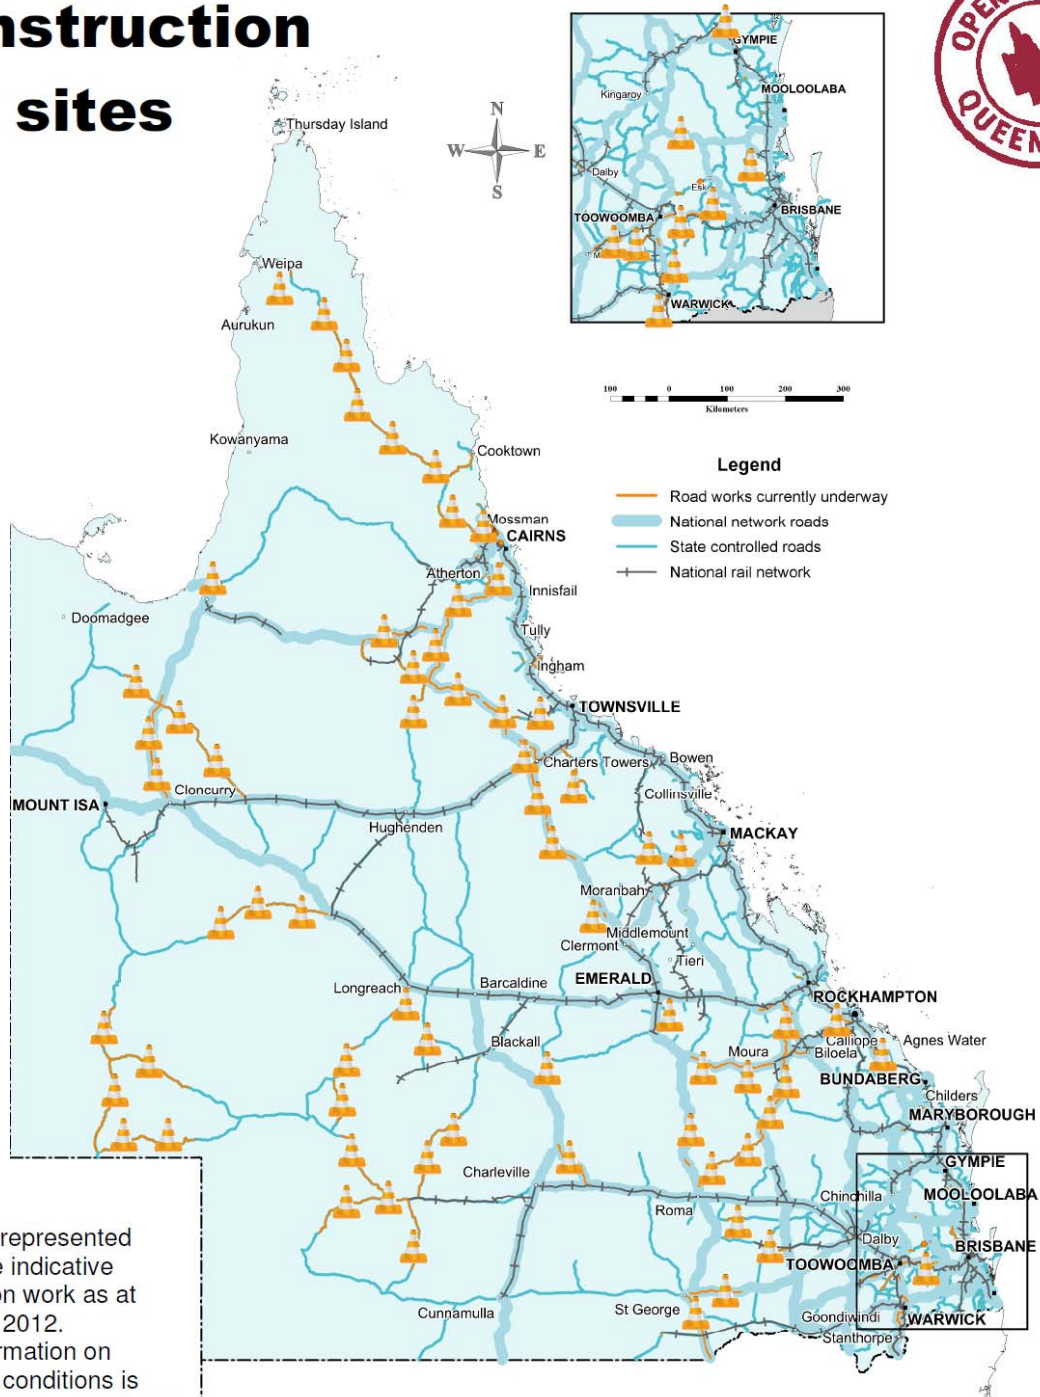 nstruction
sites
Thursday Island
N
W
E
S
Weipa
Aurukun
Kowanyama
Cooktown
Mossman
CAIRNS
Atherton
Innisfail
Doomadgee
Tully
Ingham
TOWNSVILLE
Charters Towers
Bowen
Cloncurry
Collinsville
MOUNT ISA
Hughenden
MACKAY
Moranbah
Middlemount
Clermont
Tieri
Longreach
Barcaldine
EMERALD
ROCKHAMPTON
Blackall
Moura
Calliope
Agnes Water
Biloela
BUNDABERG
Childers
MARYBOROUGH
Charleville
GYMPIE
Chinchilla
MOOLOOLABA
Roma
Dalby
BRISBANE
TOOWOOMBA
Cunnamulla
St George
Goondiwindi
WARWICK
Stanthorpe
GYMPIE
Kingaroy
MOOLOOLABA
Dalby
Esk
TOOWOOMBA
BRISBANE
M
WARWICK
100 0 100 200 300
Kilometers
Legend
Road works currently underway
National network roads
State controlled roads
National rail network
OPEN
QUEEN
represented
e indicative
on work as at
2012.
rmation on
conditions is